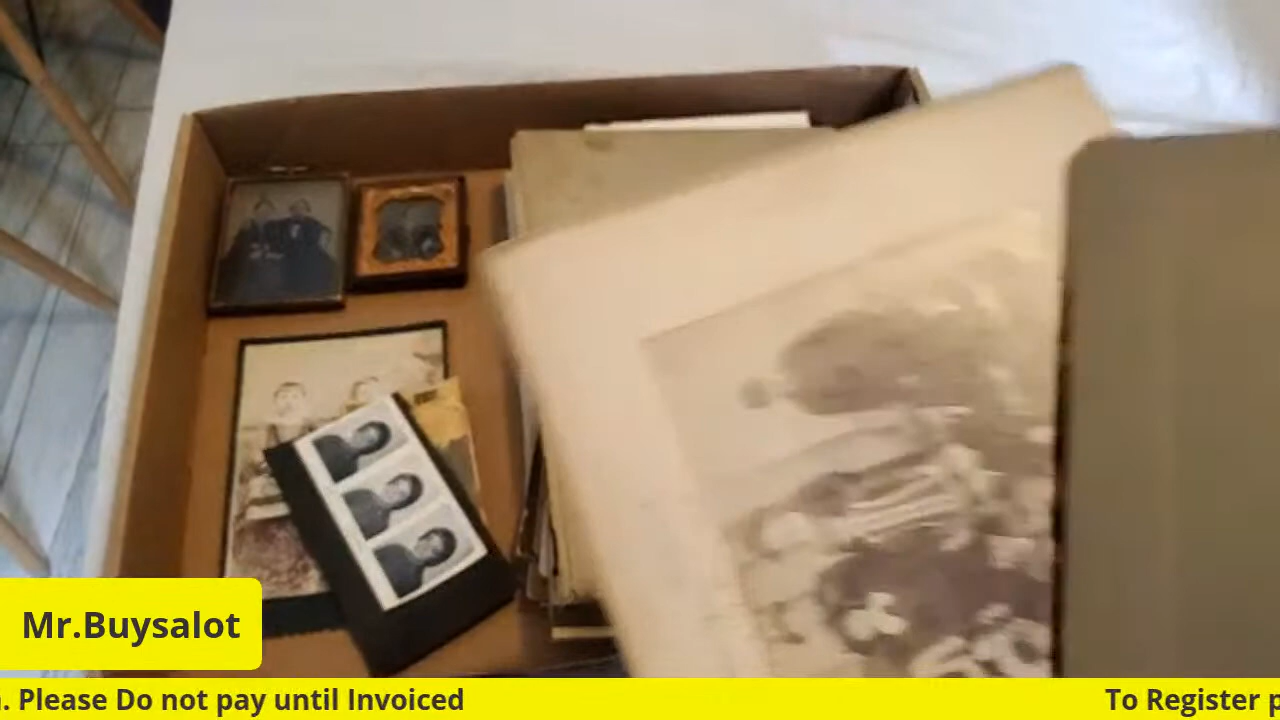 Mr.Buysalot
. Please Do not pay until Invoiced
To Register